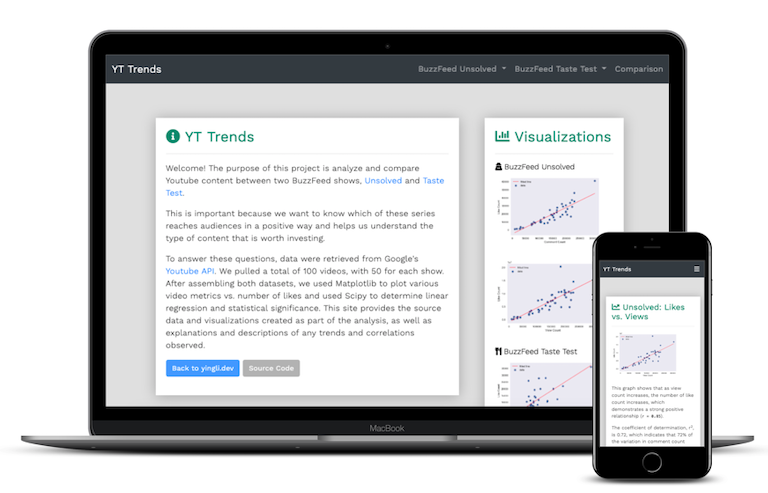 YT Trends
BuzzFeed Unsolved
BuzzFeed Taste Test
Comparison
YT Trends
Welcome! The purpose of this project is analyze and compare
Youtube content between two BuzzFeed shows, Unsolved and Taste
Test.
This is important because we want to know which of these series
reaches audiences in a positive way and helps us understand the
type of content that is worth investing.
To answer these questions, data were retrieved from Google's
Youtube API. We pulled a total of 100 videos, with 50 for each show.
After assembling both datasets, we used Matplotlib to plot various
video metrics vs. number of likes and used Scipy to determine linear
regression and statistical significance. This site provides the source
data and visualizations created as part of the analysis, as well as
explanations and descriptions of any trends and correlations
observed.
Back to yingli.dev
Source Code
Visualizations
BuzzFeed Unsolved
BuzzFeed Taste Test
MacBook
YT Trends
Unsolved: Likes
vs. Views
This graph shows that as view
count increases, the number of like
count increases, which
demonstrates a strong positive
The coefficient of determination, r²,
is 0.72, which indicates that 72% of
the variation in comment count